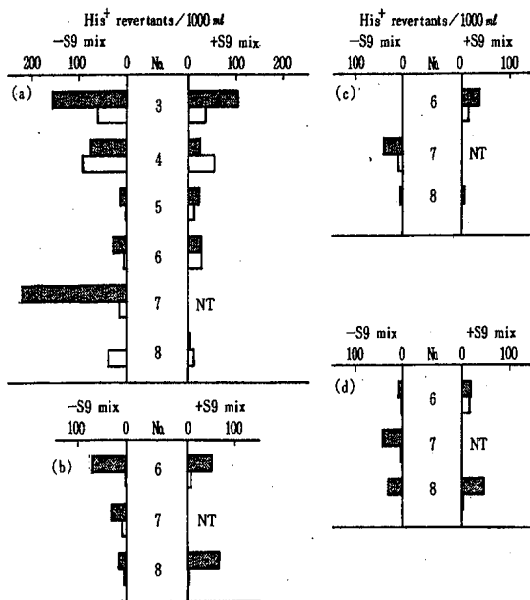 His⁺ revertants/1000 ml
−S9 mix
+S9 mix
200 100 0 No. 0 100 200
(a)
3
4
5
6
7 NT
8
−S9 mix
+S9 mix
100 0 No. 0 100
(b)
6
7 NT
8
His⁺ revertants/1000 ml
−S9 mix
+S9 mix
100 0 No. 0 100
(c)
6
7 NT
8
−S9 mix
+S9 mix
100 0 No. 0 100
(d)
6
7 NT
8